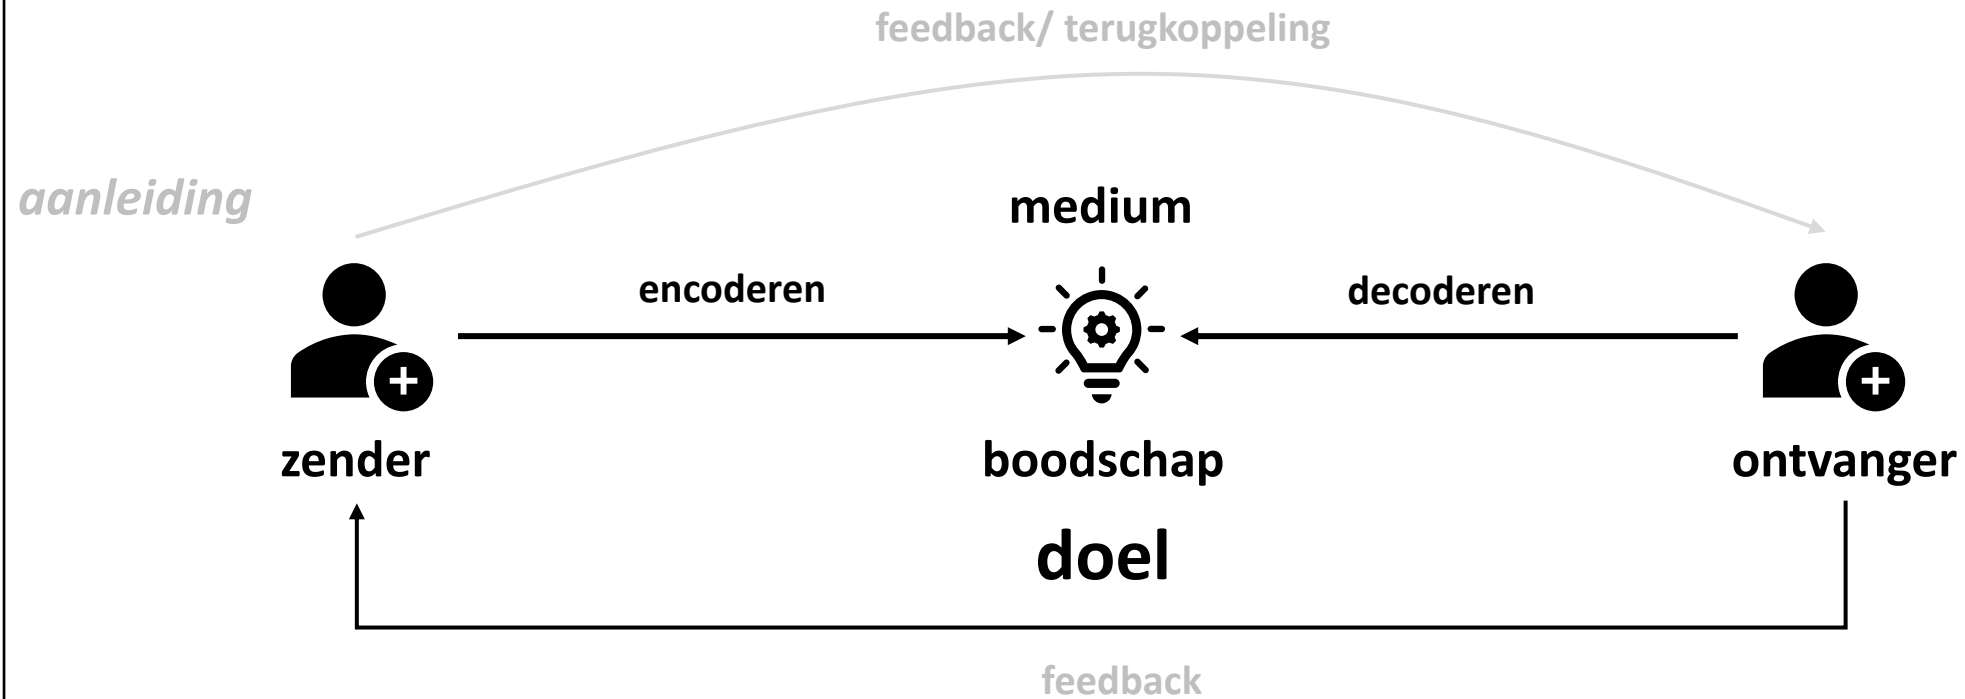 feedback/ terugkoppeling
aanleiding
medium
encoderen
decoderen
zender
boodschap
ontvanger
doel
feedback